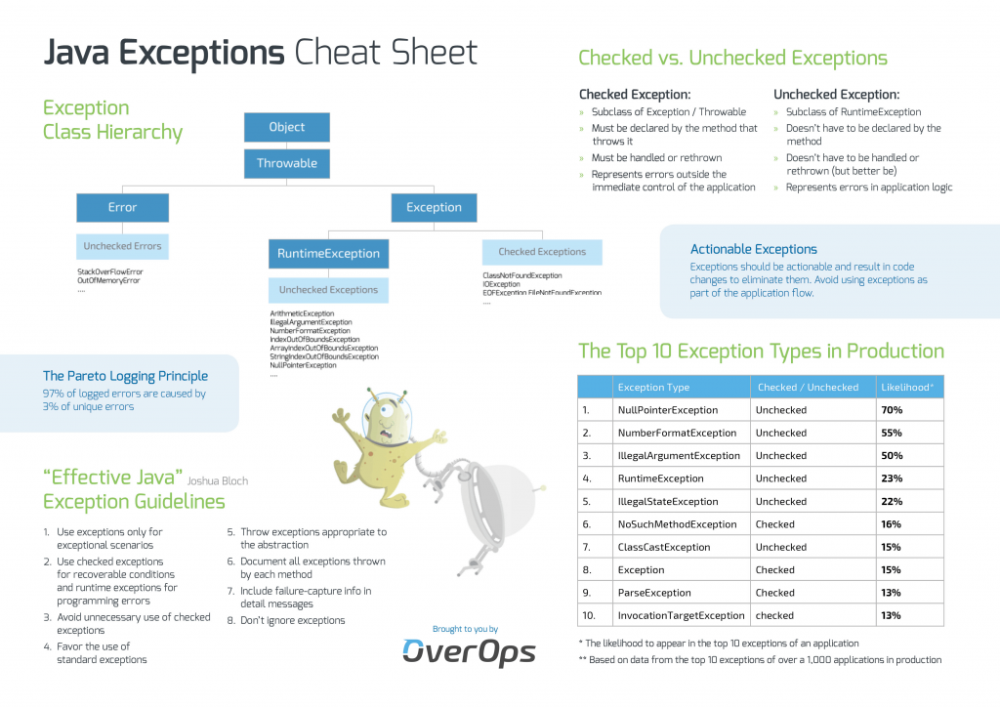 Java Exceptions Cheat Sheet
Exception
Class Hierarchy
Object
Throwable
Error
Exception
Unchecked Errors
StackOverFlowError
OutOfMemoryError
....
RuntimeException
Unchecked Exceptions
ArithmeticException
IllegalArgumentException
NumberFormatException
IndexOutOfBoundsException
ArrayIndexOutOfBoundsException
StringIndexOutOfBoundsException
NullPointerException
....
Checked Exceptions
ClassNotFoundException
IOException
EOFException FileNotFoundException
....
The Pareto Logging Principle
97% of logged errors are caused by
3% of unique errors
“Effective Java” Joshua Bloch
Exception Guidelines
1. Use exceptions only for
exceptional scenarios
2. Use checked exceptions
for recoverable conditions
and runtime exceptions for
programming errors
3. Avoid unnecessary use of checked
exceptions
4. Favor the use of
standard exceptions
5. Throw exceptions appropriate to
the abstraction
6. Document all exceptions thrown
by each method
7. Include failure-capture info in
detail messages
8. Don’t ignore exceptions
Brought to you by
OverOps
Checked vs. Unchecked Exceptions
Checked Exception:
» Subclass of Exception / Throwable
» Must be declared by the method that
throws it
» Must be handled or rethrown
» Represents errors outside the
immediate control of the application
Unchecked Exception:
» Subclass of RuntimeException
» Doesn’t have to be declared by the
method
» Doesn’t have to be handled or
rethrown (but better be)
» Represents errors in application logic
Actionable Exceptions
Exceptions should be actionable and result in code
changes to eliminate them. Avoid using exceptions as
part of the application flow.
The Top 10 Exception Types in Production
Exception Type Checked / Unchecked Likelihood*
1. NullPointerException Unchecked 70%
2. NumberFormatException Unchecked 55%
3. IllegalArgumentException Unchecked 50%
4. RuntimeException Unchecked 23%
5. IllegalStateException Unchecked 22%
6. NoSuchMethodException Checked 16%
7. ClassCastException Unchecked 15%
8. Exception Checked 15%
9. ParseException Checked 13%
10. InvocationTargetException checked 13%
* The likelihood to appear in the top 10 exceptions of an application
** Based on data from the top 10 exceptions of over a 1,000 applications in production